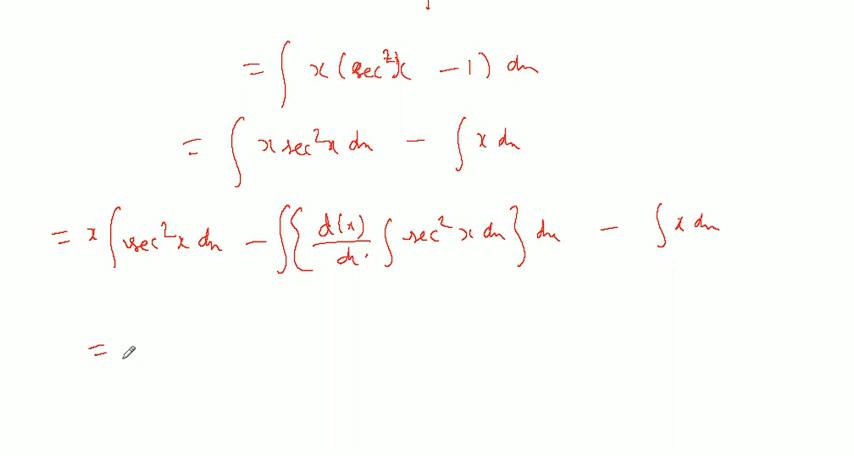 = ∫ x (sec²x − 1) dx
= ∫ x sec²x dx − ∫ x dx
= x ∫ sec²x dx − ∫ { d(x)/dx ∫ sec²x dx } dx − ∫ x dx
=